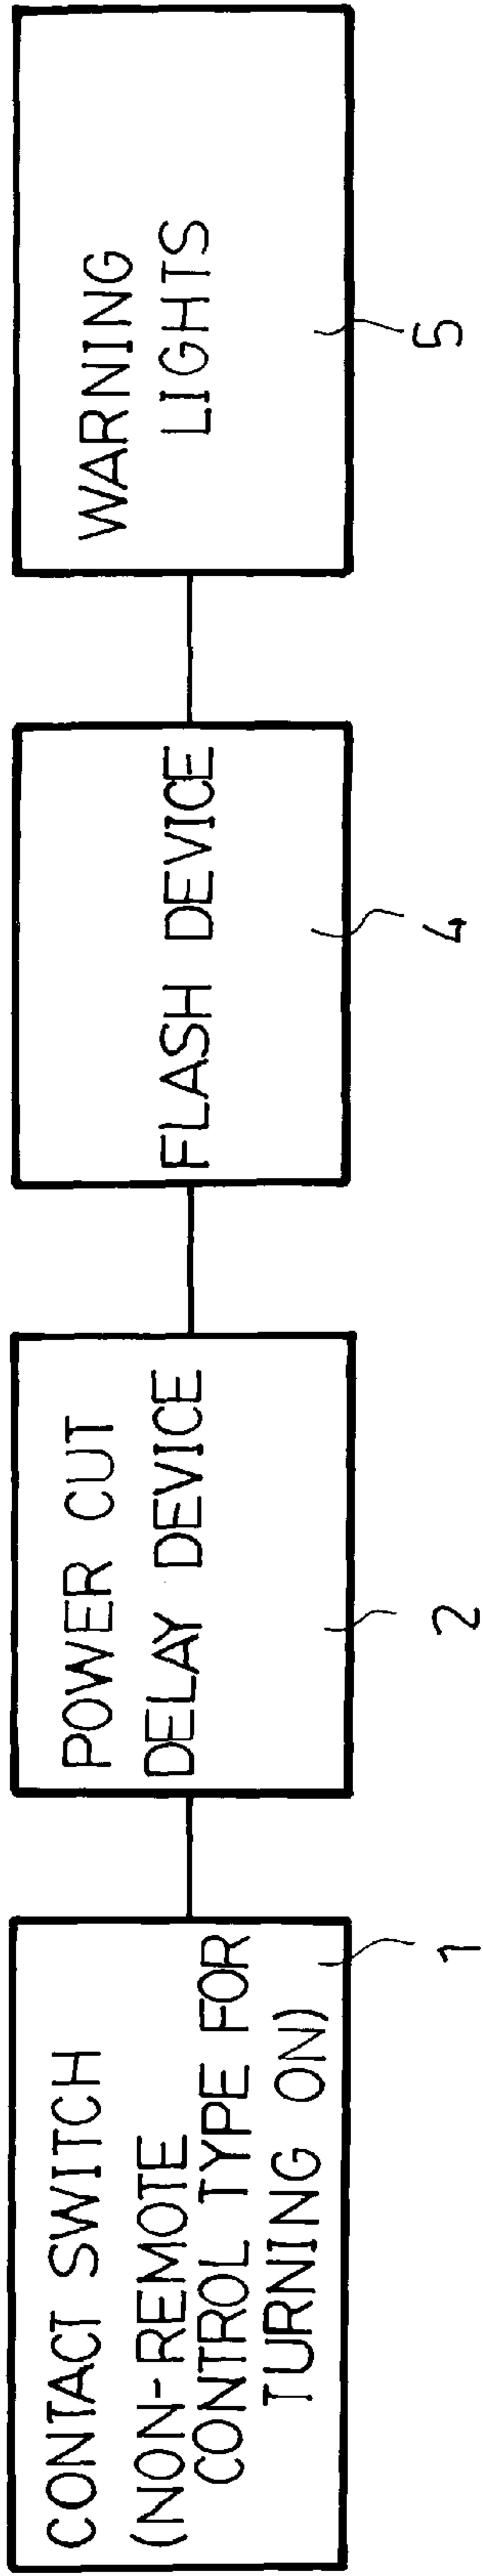 CONTACT SWITCH
(NON-REMOTE
CONTROL TYPE FOR
TURNING ON)
1
POWER CUT
DELAY DEVICE
2
FLASH DEVICE
4
WARNING
LIGHTS
5